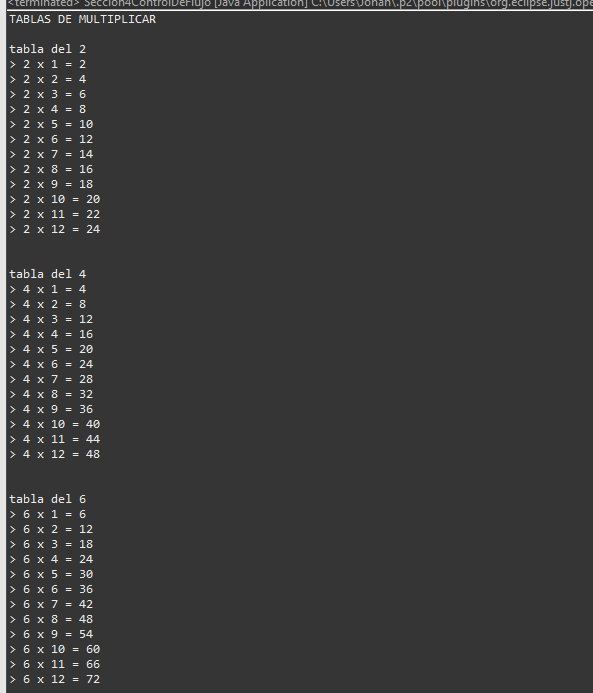 <terminated> Seccion4ControlDeFlujo [Java Application] C:\Users\Johan\.p2\pool\plugins\org.eclipse.justj.ope
TABLAS DE MULTIPLICAR
tabla del 2
> 2 x 1 = 2
> 2 x 2 = 4
> 2 x 3 = 6
> 2 x 4 = 8
> 2 x 5 = 10
> 2 x 6 = 12
> 2 x 7 = 14
> 2 x 8 = 16
> 2 x 9 = 18
> 2 x 10 = 20
> 2 x 11 = 22
> 2 x 12 = 24
tabla del 4
> 4 x 1 = 4
> 4 x 2 = 8
> 4 x 3 = 12
> 4 x 4 = 16
> 4 x 5 = 20
> 4 x 6 = 24
> 4 x 7 = 28
> 4 x 8 = 32
> 4 x 9 = 36
> 4 x 10 = 40
> 4 x 11 = 44
> 4 x 12 = 48
tabla del 6
> 6 x 1 = 6
> 6 x 2 = 12
> 6 x 3 = 18
> 6 x 4 = 24
> 6 x 5 = 30
> 6 x 6 = 36
> 6 x 7 = 42
> 6 x 8 = 48
> 6 x 9 = 54
> 6 x 10 = 60
> 6 x 11 = 66
> 6 x 12 = 72